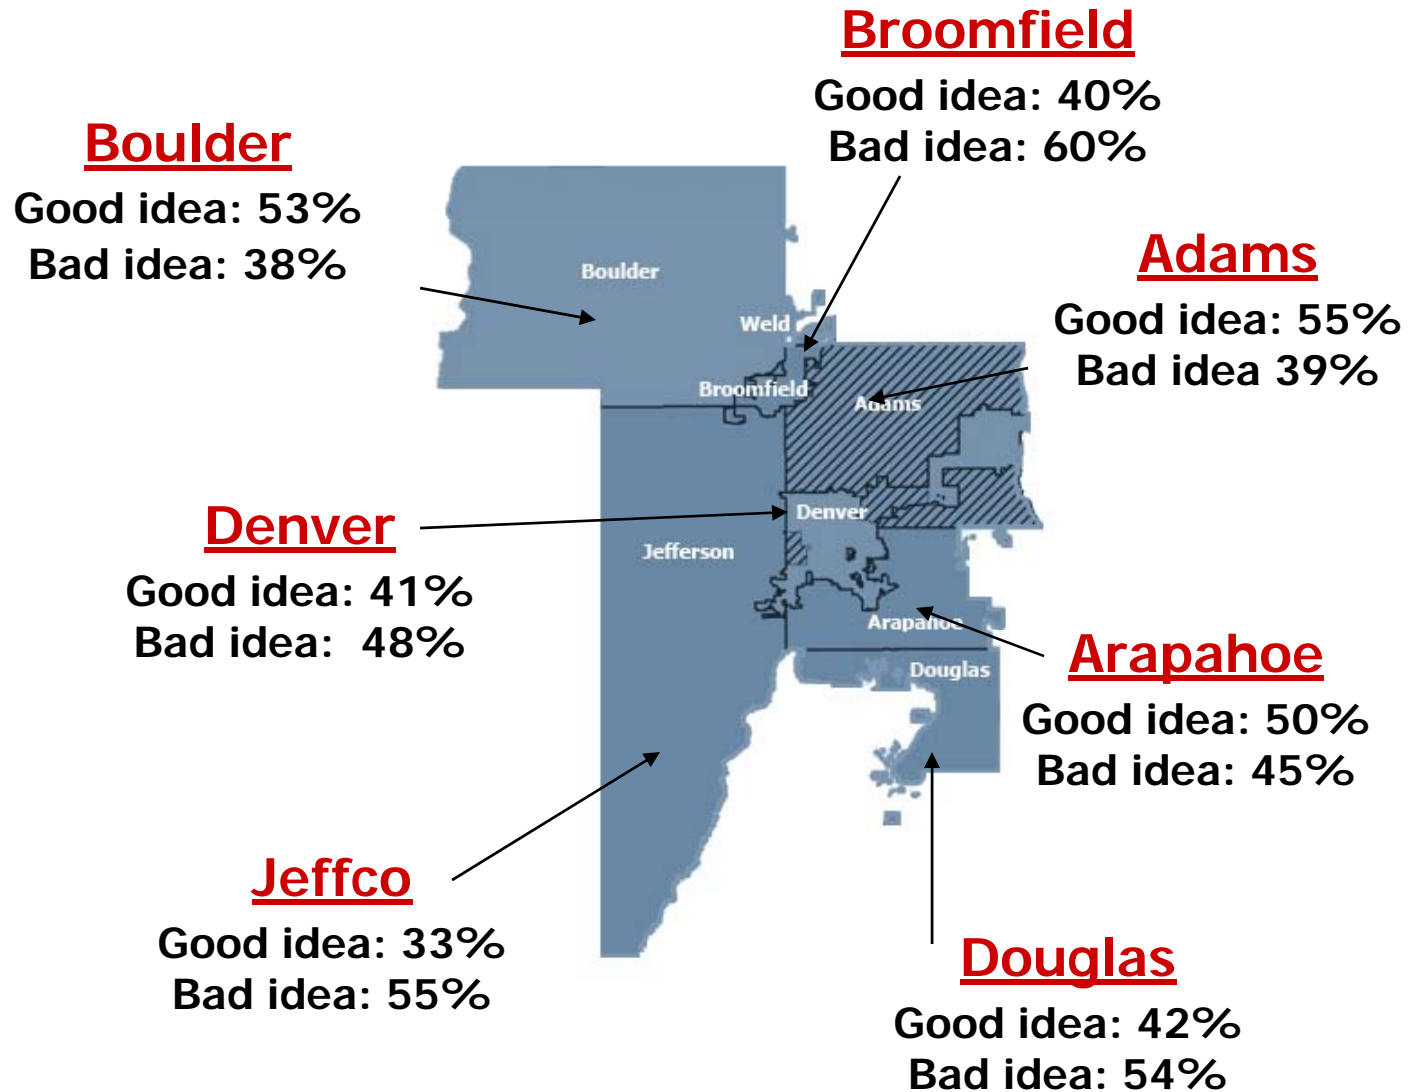 Broomfield
Good idea: 40%
Bad idea: 60%
Boulder
Good idea: 53%
Bad idea: 38%
Adams
Good idea: 55%
Bad idea 39%
Boulder
Weld
Broomfield
Adams
Denver
Jefferson
Arapahoe
Douglas
Denver
Good idea: 41%
Bad idea:  48%
Arapahoe
Good idea: 50%
Bad idea: 45%
Jeffco
Good idea: 33%
Bad idea: 55%
Douglas
Good idea: 42%
Bad idea: 54%